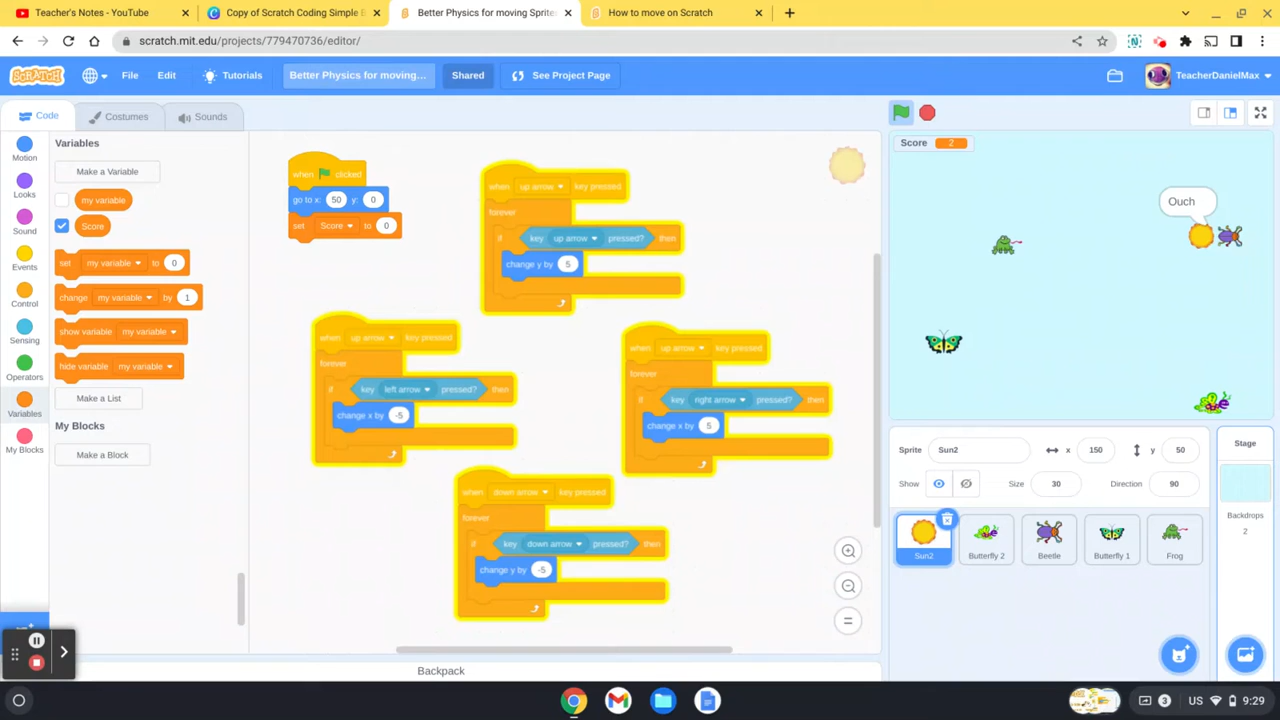 Teacher's Notes - YouTube
Copy of Scratch Coding Simple E
Better Physics for moving Sprite
How to move on Scratch
scratch.mit.edu/projects/779470736/editor/
SCRATCH
File
Edit
Tutorials
Better Physics for moving...
Shared
See Project Page
TeacherDanielMax
Code
Costumes
Sounds
Motion
Looks
Sound
Events
Control
Sensing
Operators
Variables
My Blocks
Variables
Make a Variable
my variable
Score
set my variable to 0
change my variable by 1
show variable my variable
hide variable my variable
Make a List
My Blocks
Make a Block
when clicked
go to x: 50 y: 0
set Score to 0
when up arrow key pressed
forever
if key up arrow pressed? then
change y by 5
when up arrow key pressed
forever
if key left arrow pressed? then
change x by -5
when up arrow key pressed
forever
if key right arrow pressed? then
change x by 5
when down arrow key pressed
forever
if key down arrow pressed? then
change y by -5
Backpack
Score 2
Ouch
Sprite Sun2 x 150 y 50
Show Size 30 Direction 90
Sun2
Butterfly 2
Beetle
Butterfly 1
Frog
Stage
Backdrops
2
3
US
9:29